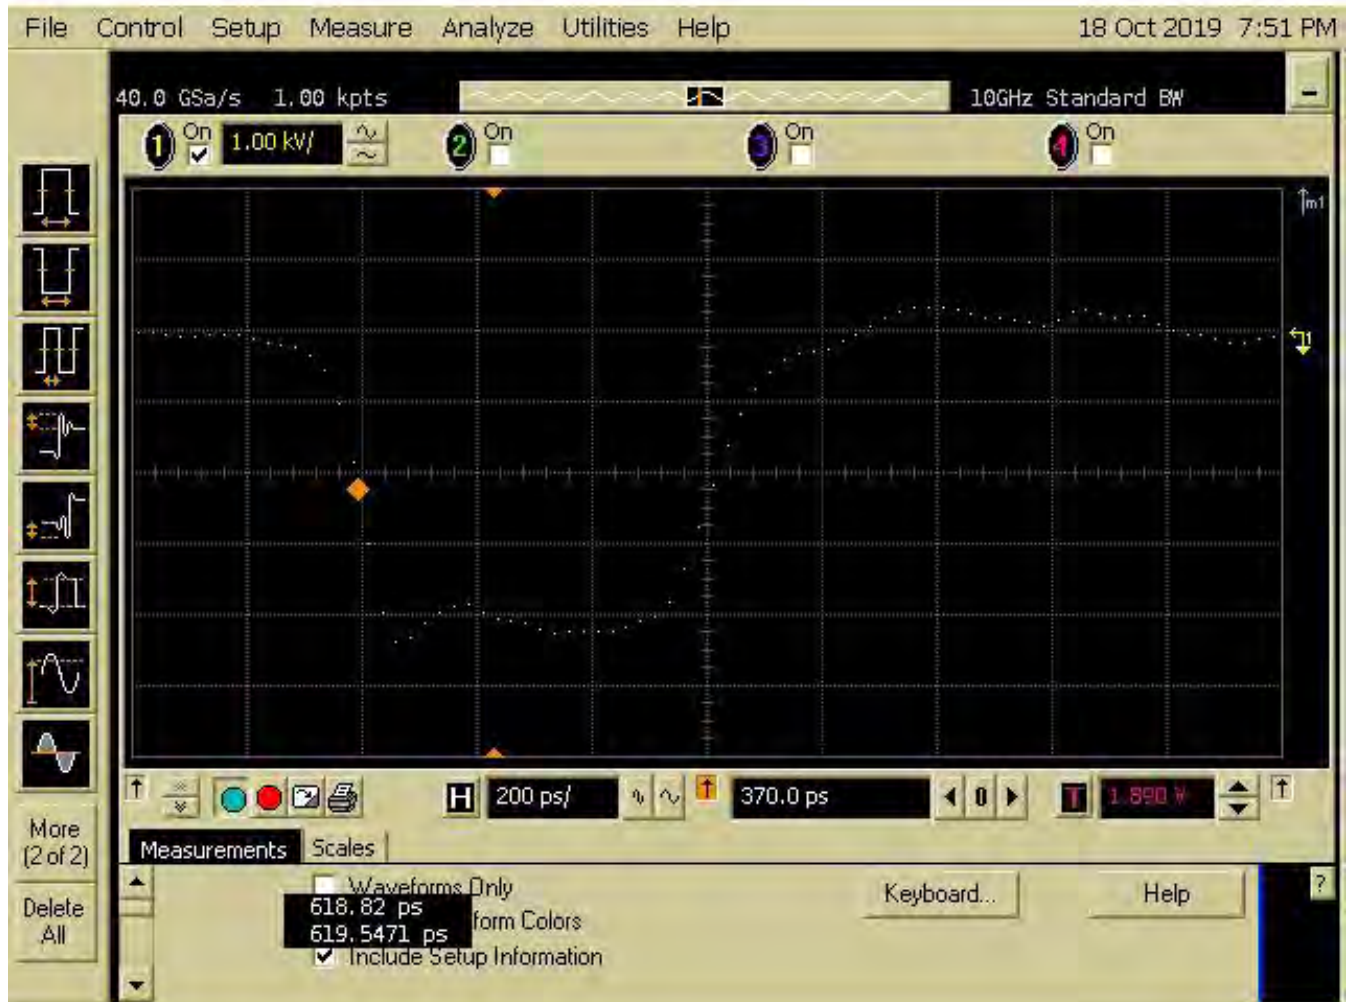 File Control Setup Measure Analyze Utilities Help 18 Oct 2019 7:51 PM
40.0 GSa/s 1.00 kpts 10GHz Standard BW
1 On 1.00 kV/ 2 On 3 On 4 On
m1
1
H 200 ps/ 370.0 ps 0 T 1.890 V
More
(2 of 2)
Delete
All
Measurements Scales
Waveforms Only Keyboard... Help ?
618.82 ps
form Colors
619.5471 ps
Include Setup Information